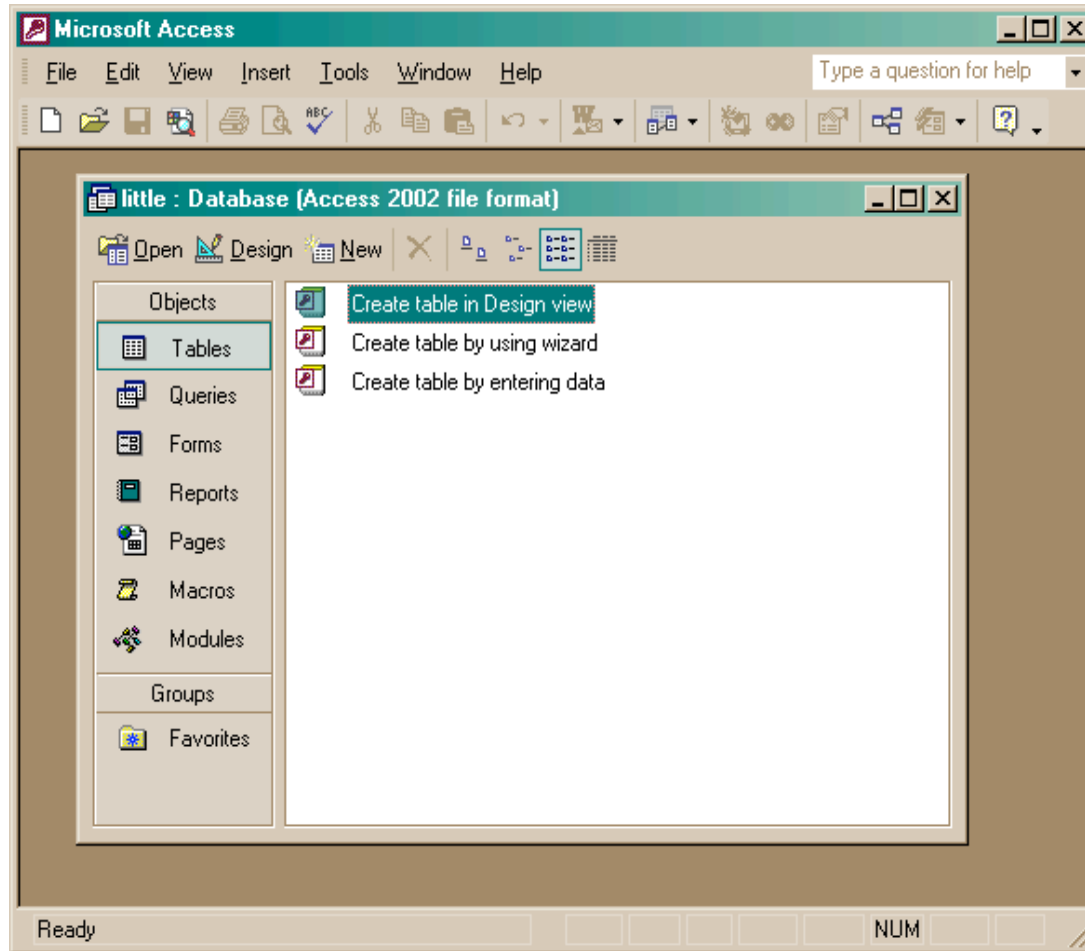 Microsoft Access
File Edit View Insert Tools Window Help Type a question for help
ABC
little : Database (Access 2002 file format)
Open Design New
Objects
Tables
Queries
Forms
Reports
Pages
Macros
Modules
Groups
Favorites
Create table in Design view
Create table by using wizard
Create table by entering data
Ready NUM